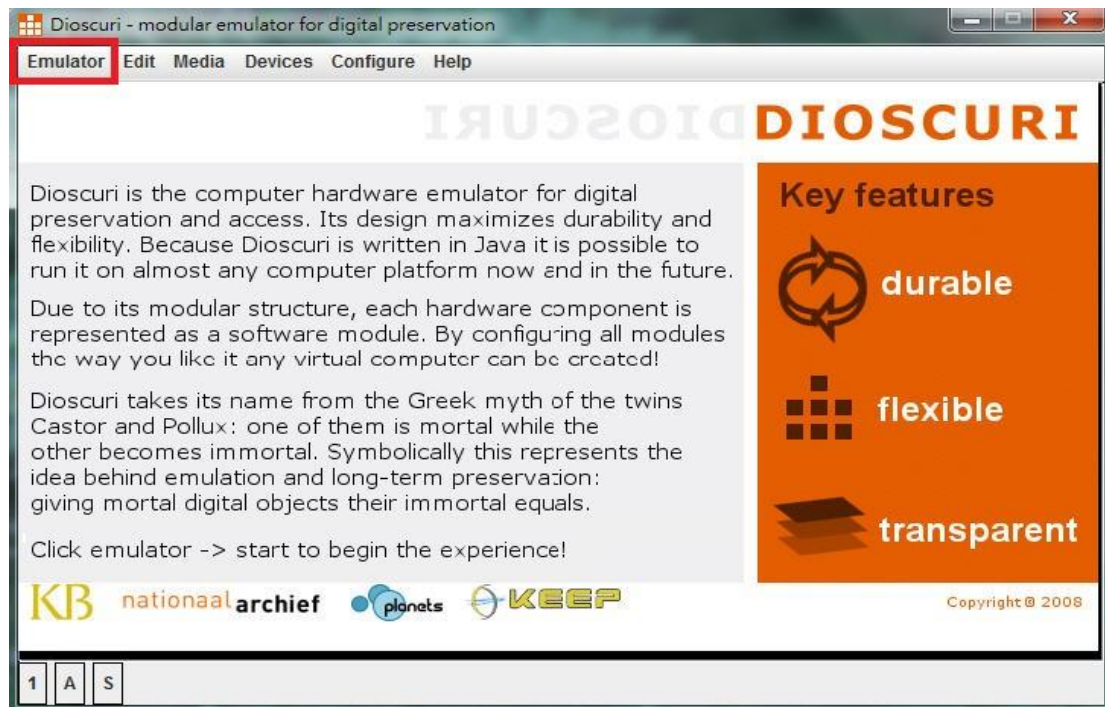 Dioscuri - modular emulator for digital preservation
Emulator Edit Media Devices Configure Help
DIOSCURI DIOSCURI
Dioscuri is the computer hardware emulator for digital
preservation and access. Its design maximizes durability and
flexibility. Because Dioscuri is written in Java it is possible to
run it on almost any computer platform now and in the future.
Due to its modular structure, each hardware component is
represented as a software module. By configuring all modules
the way you like it any virtual computer can be created!
Dioscuri takes its name from the Greek myth of the twins
Castor and Pollux: one of them is mortal while the
other becomes immortal. Symbolically this represents the
idea behind emulation and long-term preservation:
giving mortal digital objects their immortal equals.
Click emulator -> start to begin the experience!
Key features
durable
flexible
transparent
KB nationaal archief planets KEEP
Copyright © 2008
1 A S